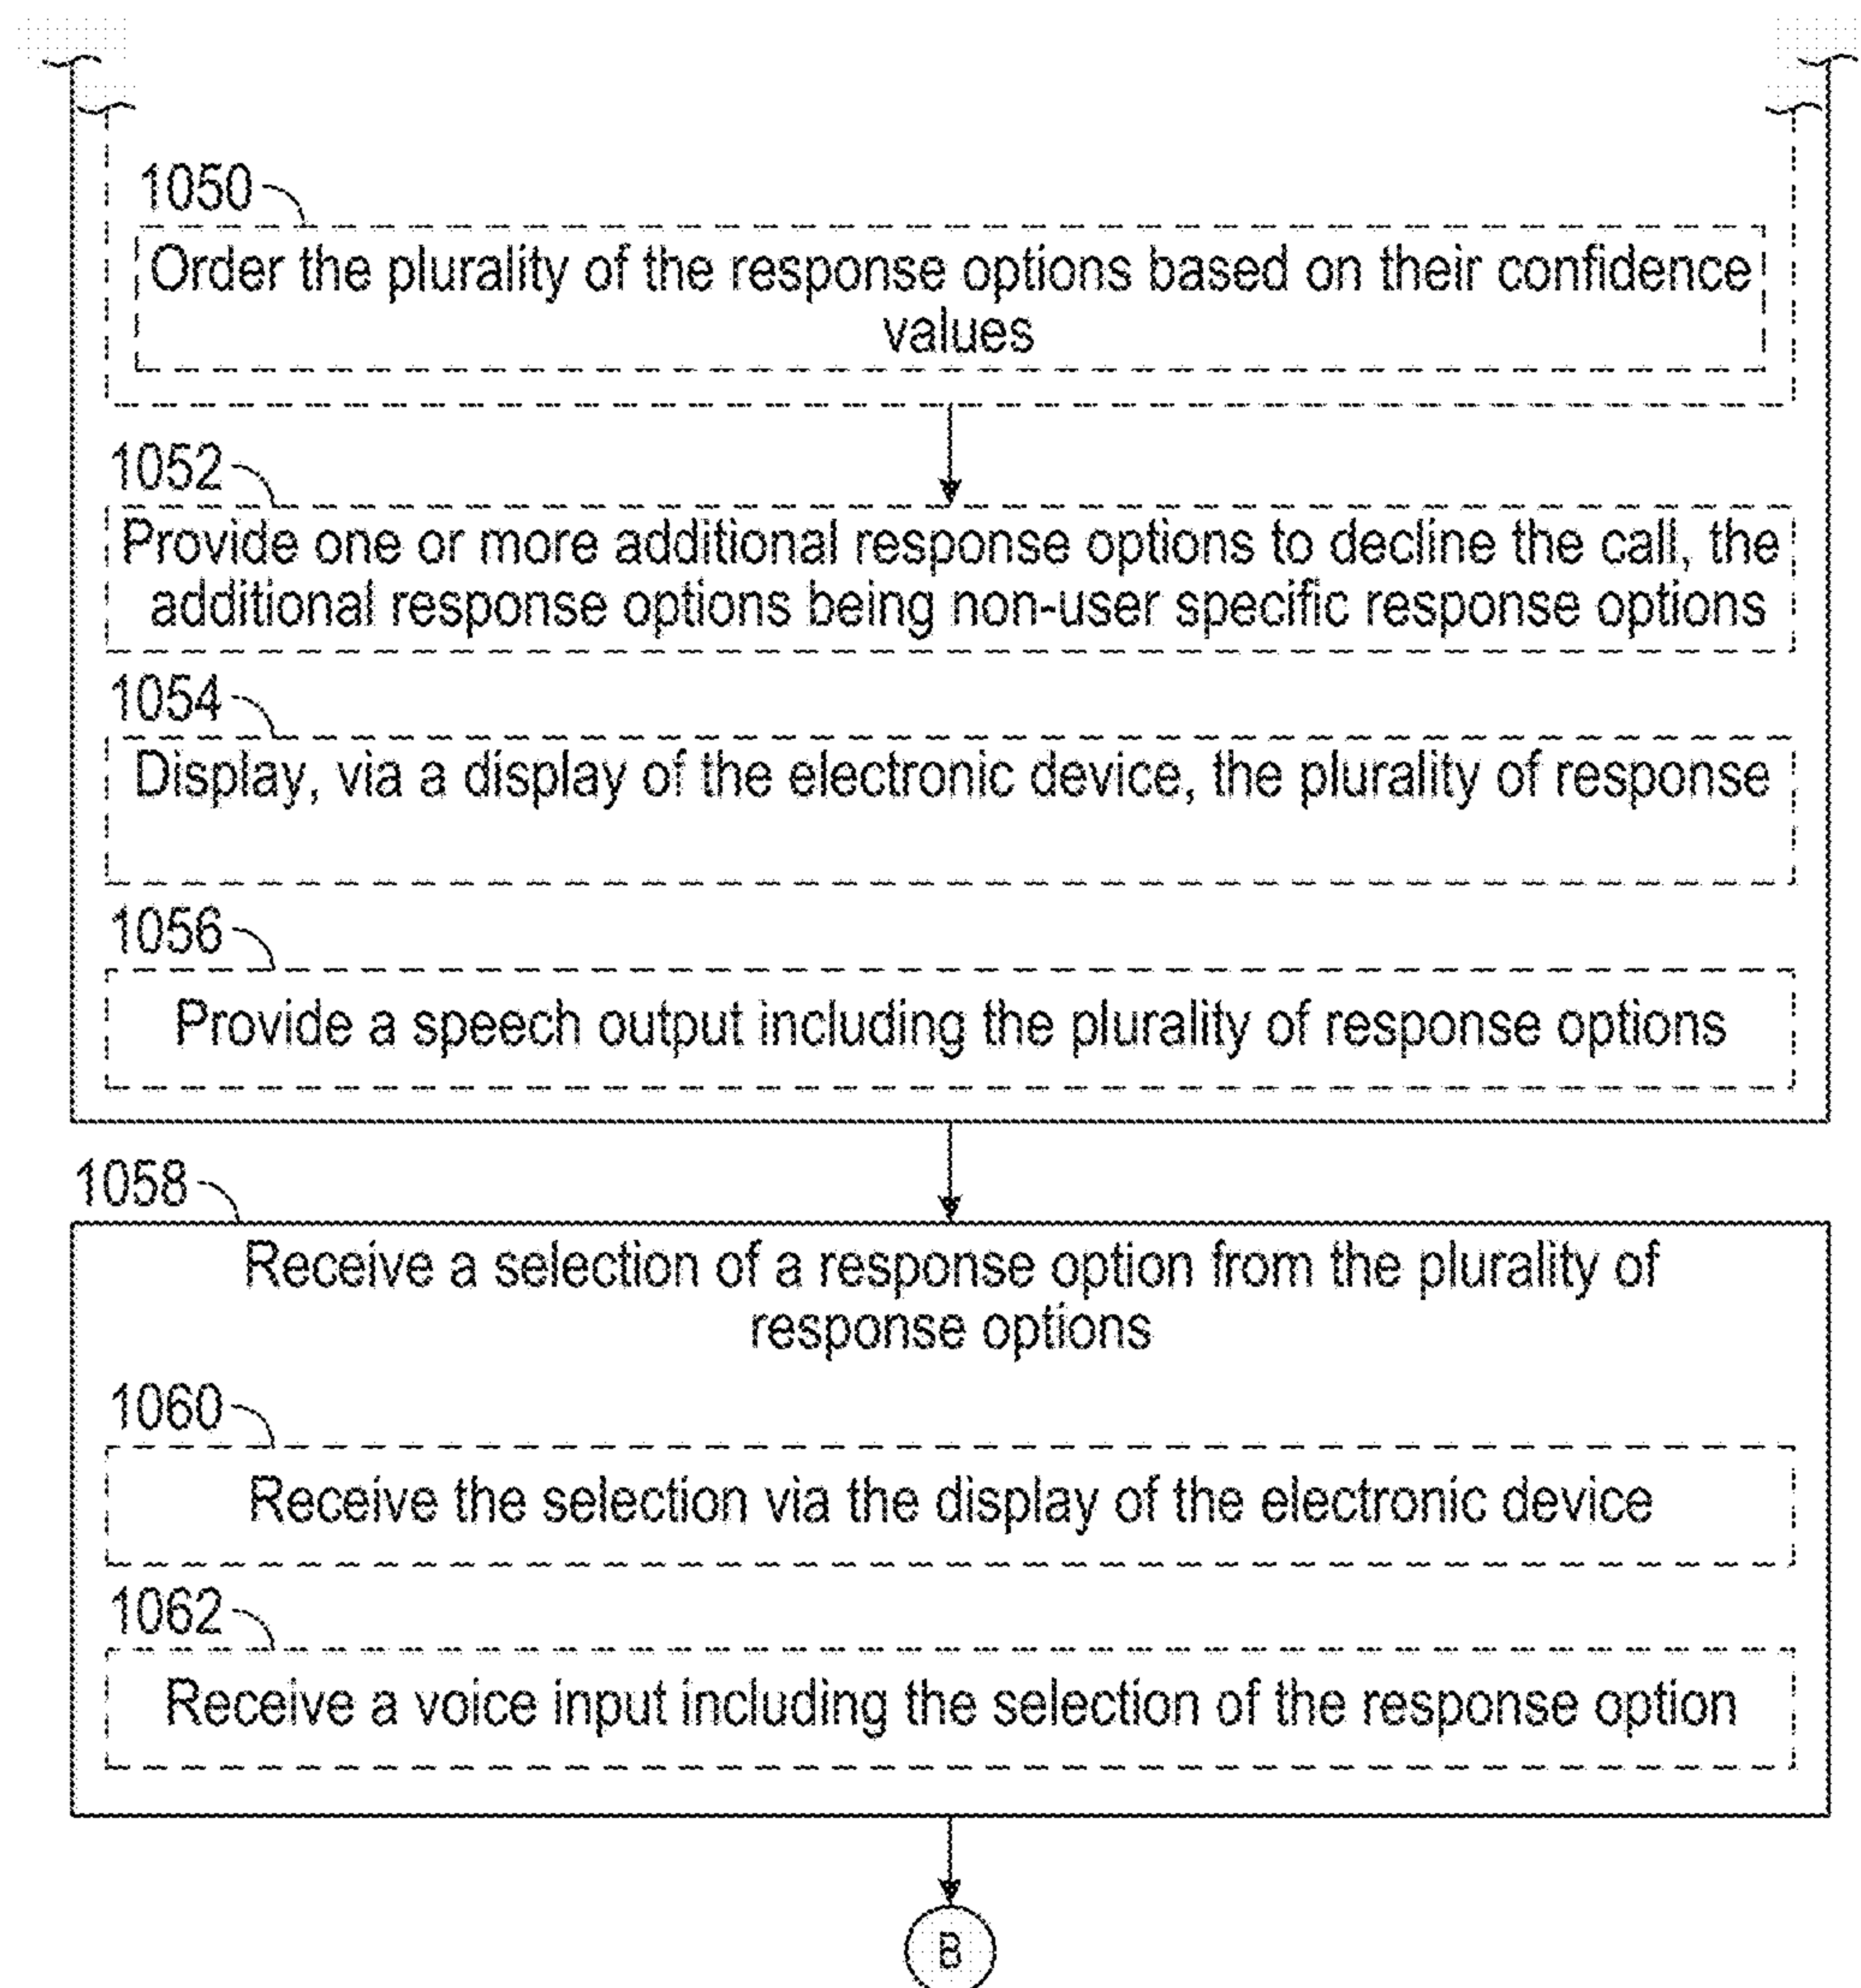 1050
Order the plurality of the response options based on their confidence
values
1052
Provide one or more additional response options to decline the call, the
additional response options being non-user specific response options
1054
Display, via a display of the electronic device, the plurality of response
1056
Provide a speech output including the plurality of response options
1058
Receive a selection of a response option from the plurality of
response options
1060
Receive the selection via the display of the electronic device
1062
Receive a voice input including the selection of the response option
B